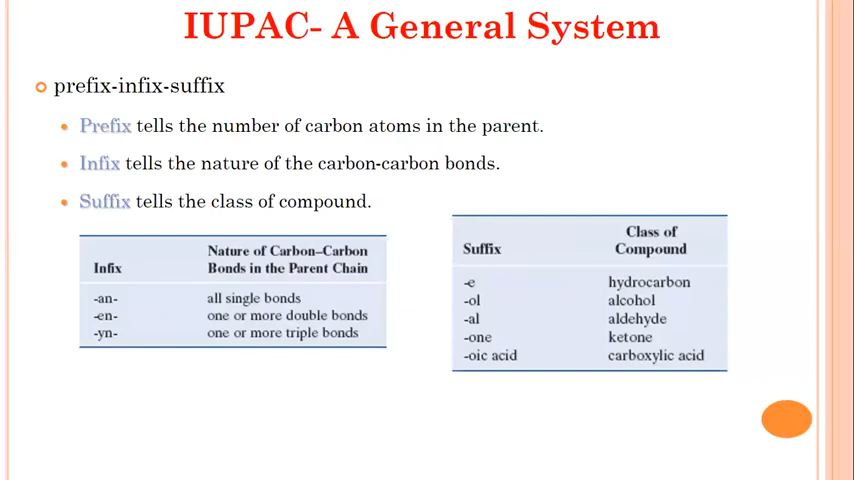 IUPAC- A General System
prefix-infix-suffix
Prefix tells the number of carbon atoms in the parent.
Infix tells the nature of the carbon-carbon bonds.
Suffix tells the class of compound.
Nature of Carbon–Carbon
Infix Bonds in the Parent Chain
-an- all single bonds
-en- one or more double bonds
-yn- one or more triple bonds
Class of
Suffix Compound
-e hydrocarbon
-ol alcohol
-al aldehyde
-one ketone
-oic acid carboxylic acid